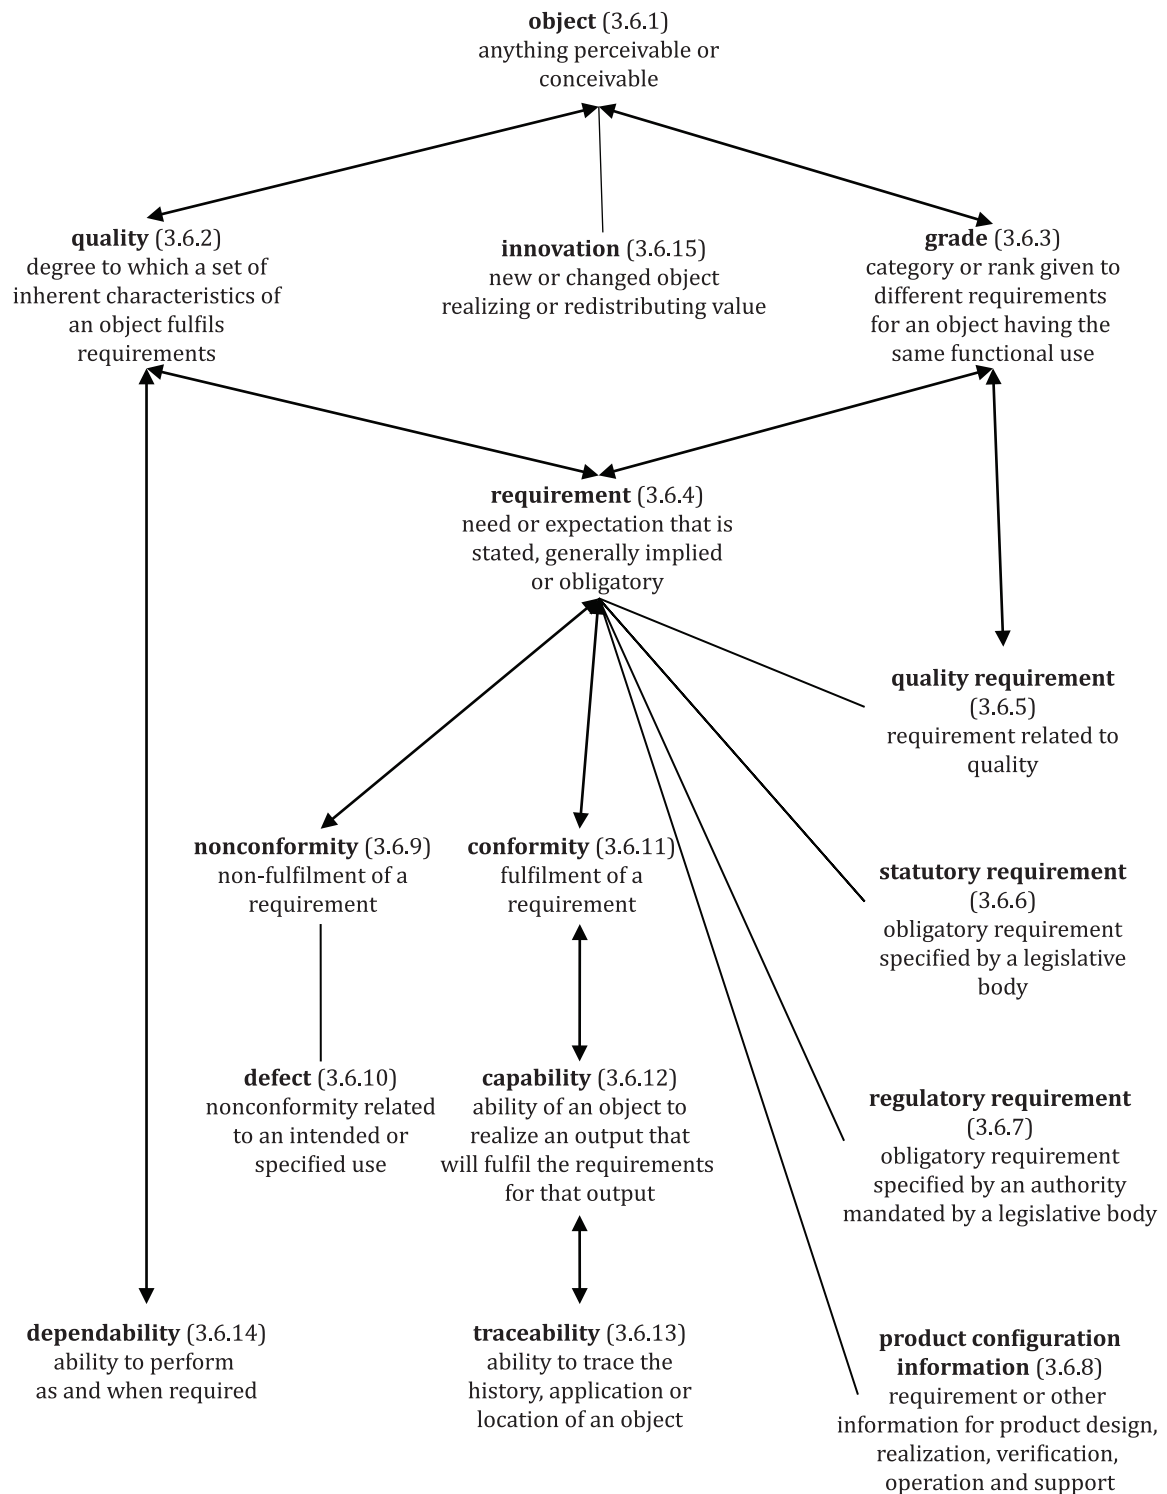 object (3.6.1)
anything perceivable or
conceivable
quality (3.6.2)
degree to which a set of
inherent characteristics of
an object fulfils
requirements
innovation (3.6.15)
new or changed object
realizing or redistributing value
grade (3.6.3)
category or rank given to
different requirements
for an object having the
same functional use
requirement (3.6.4)
need or expectation that is
stated, generally implied
or obligatory
quality requirement
(3.6.5)
requirement related to
quality
nonconformity (3.6.9)
non-fulfilment of a
requirement
conformity (3.6.11)
fulfilment of a
requirement
statutory requirement
(3.6.6)
obligatory requirement
specified by a legislative
body
defect (3.6.10)
nonconformity related
to an intended or
specified use
capability (3.6.12)
ability of an object to
realize an output that
will fulfil the requirements
for that output
regulatory requirement
(3.6.7)
obligatory requirement
specified by an authority
mandated by a legislative body
dependability (3.6.14)
ability to perform
as and when required
traceability (3.6.13)
ability to trace the
history, application or
location of an object
product configuration
information (3.6.8)
requirement or other
information for product design,
realization, verification,
operation and support